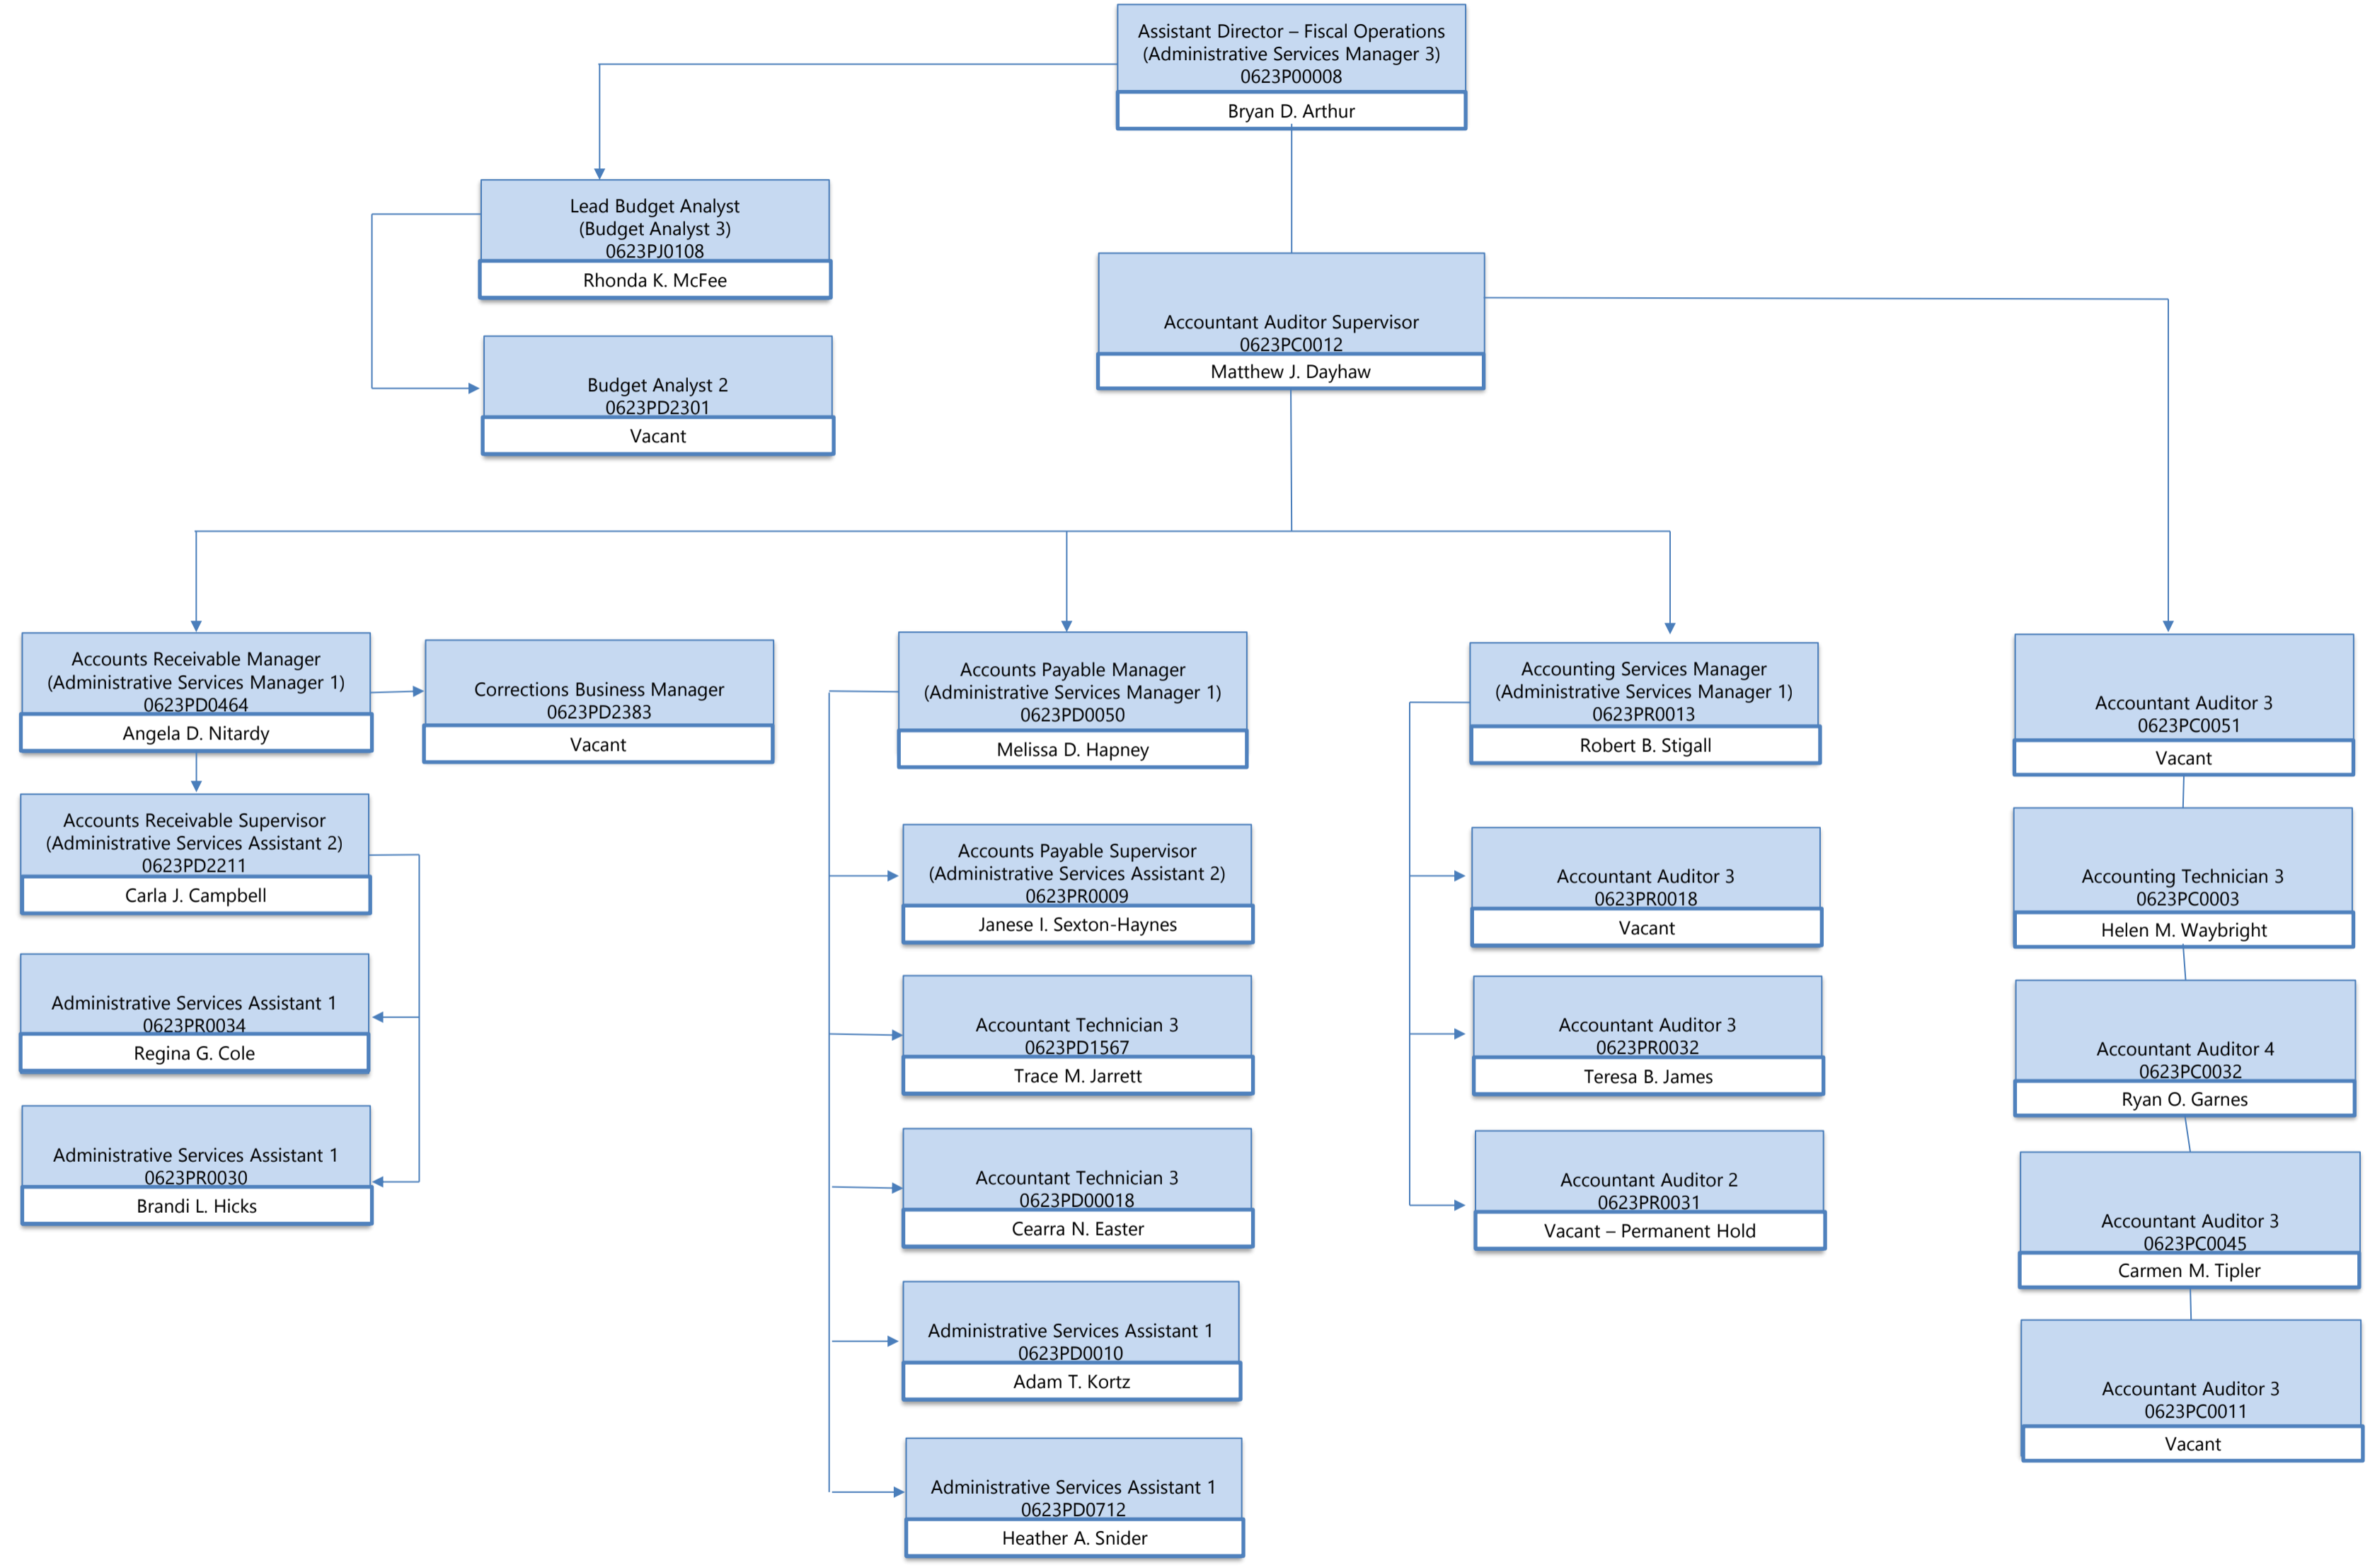 Assistant Director – Fiscal Operations
(Administrative Services Manager 3)
0623P00008
Bryan D. Arthur
Lead Budget Analyst
(Budget Analyst 3)
0623PJ0108
Rhonda K. McFee
Budget Analyst 2
0623PD2301
Vacant
Accountant Auditor Supervisor
0623PC0012
Matthew J. Dayhaw
Accounts Receivable Manager
(Administrative Services Manager 1)
0623PD0464
Angela D. Nitardy
Corrections Business Manager
0623PD2383
Vacant
Accounts Receivable Supervisor
(Administrative Services Assistant 2)
0623PD2211
Carla J. Campbell
Administrative Services Assistant 1
0623PR0034
Regina G. Cole
Administrative Services Assistant 1
0623PR0030
Brandi L. Hicks
Accounts Payable Manager
(Administrative Services Manager 1)
0623PD0050
Melissa D. Hapney
Accounts Payable Supervisor
(Administrative Services Assistant 2)
0623PR0009
Janese I. Sexton-Haynes
Accountant Technician 3
0623PD1567
Trace M. Jarrett
Accountant Technician 3
0623PD00018
Cearra N. Easter
Administrative Services Assistant 1
0623PD0010
Adam T. Kortz
Administrative Services Assistant 1
0623PD0712
Heather A. Snider
Accounting Services Manager
(Administrative Services Manager 1)
0623PR0013
Robert B. Stigall
Accountant Auditor 3
0623PR0018
Vacant
Accountant Auditor 3
0623PR0032
Teresa B. James
Accountant Auditor 2
0623PR0031
Vacant – Permanent Hold
Accountant Auditor 3
0623PC0051
Vacant
Accounting Technician 3
0623PC0003
Helen M. Waybright
Accountant Auditor 4
0623PC0032
Ryan O. Garnes
Accountant Auditor 3
0623PC0045
Carmen M. Tipler
Accountant Auditor 3
0623PC0011
Vacant